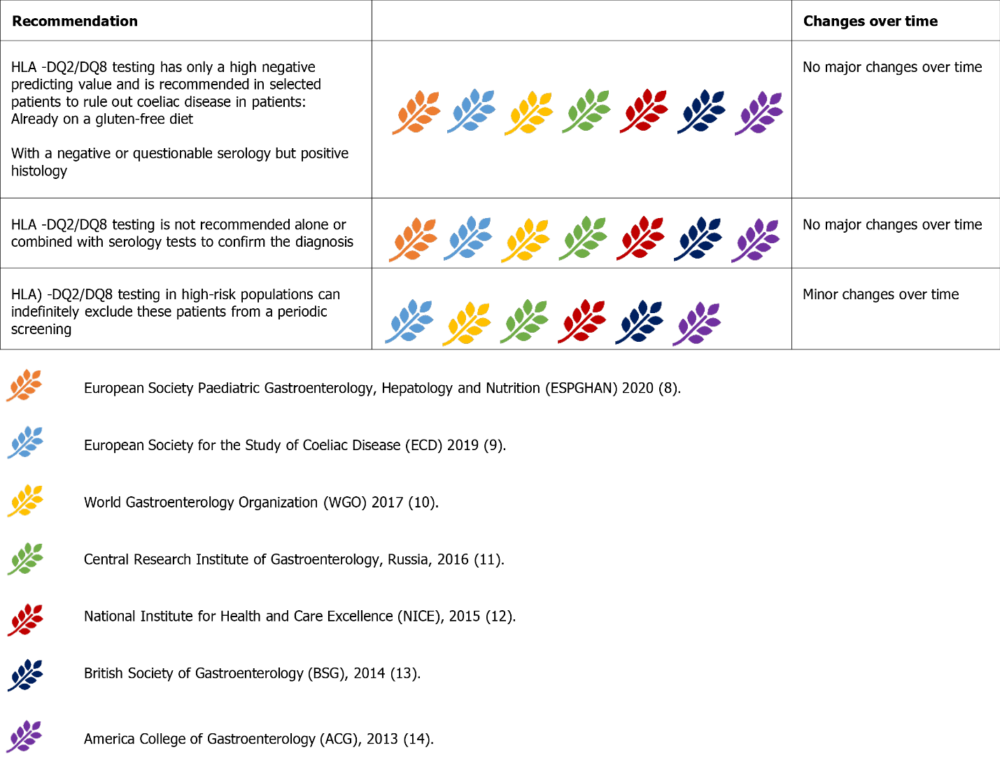 Recommendation
Changes over time
HLA -DQ2/DQ8 testing has only a high negative
predicting value and is recommended in selected
patients to rule out coeliac disease in patients:
Already on a gluten-free diet
With a negative or questionable serology but positive
histology
No major changes over time
HLA -DQ2/DQ8 testing is not recommended alone or
combined with serology tests to confirm the diagnosis
No major changes over time
HLA) -DQ2/DQ8 testing in high-risk populations can
indefinitely exclude these patients from a periodic
screening
Minor changes over time
European Society Paediatric Gastroenterology, Hepatology and Nutrition (ESPGHAN) 2020 (8).
European Society for the Study of Coeliac Disease (ECD) 2019 (9).
World Gastroenterology Organization (WGO) 2017 (10).
Central Research Institute of Gastroenterology, Russia, 2016 (11).
National Institute for Health and Care Excellence (NICE), 2015 (12).
British Society of Gastroenterology (BSG), 2014 (13).
America College of Gastroenterology (ACG), 2013 (14).